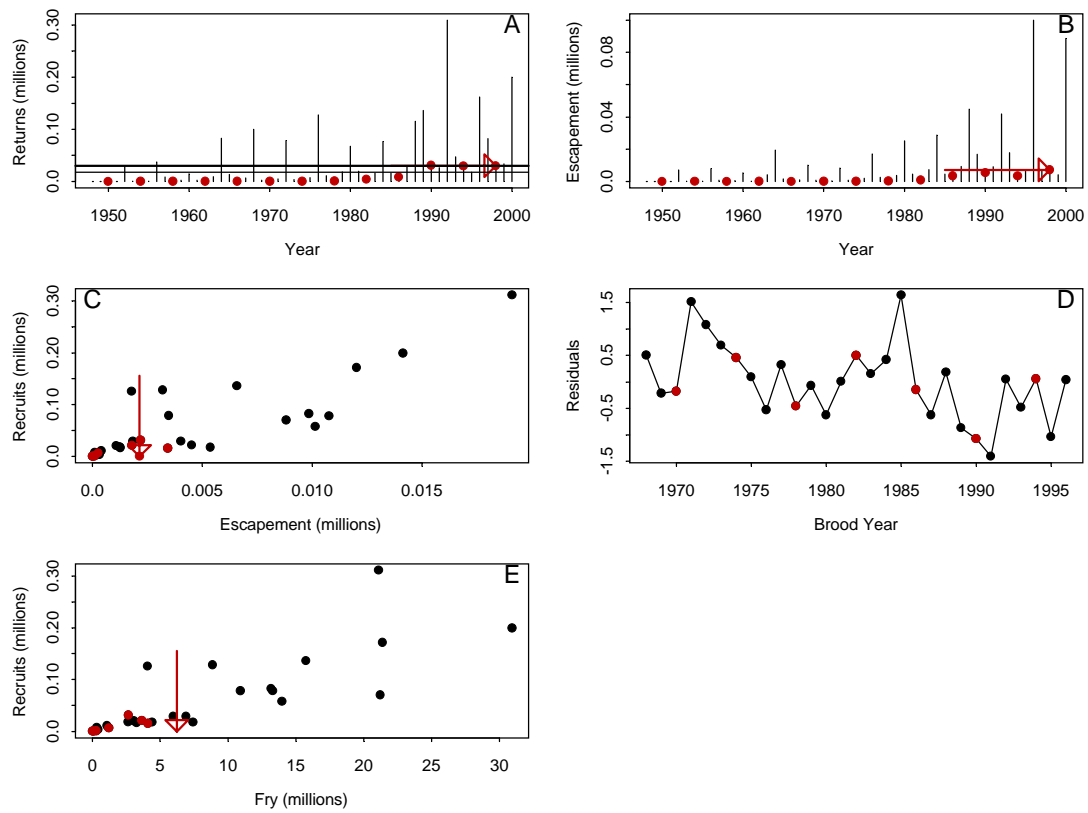 A
Returns (millions)
0.30
0.20
0.10
0.0
1950 1960 1970 1980 1990 2000
Year
B
Escapement (millions)
0.08
0.04
0.0
1950 1960 1970 1980 1990 2000
Year
C
Recruits (millions)
0.30
0.20
0.10
0.0
0.0 0.005 0.010 0.015
Escapement (millions)
D
Residuals
1.5
0.5
-0.5
-1.5
1970 1975 1980 1985 1990 1995
Brood Year
E
Recruits (millions)
0.30
0.20
0.10
0.0
0 5 10 15 20 25 30
Fry (millions)